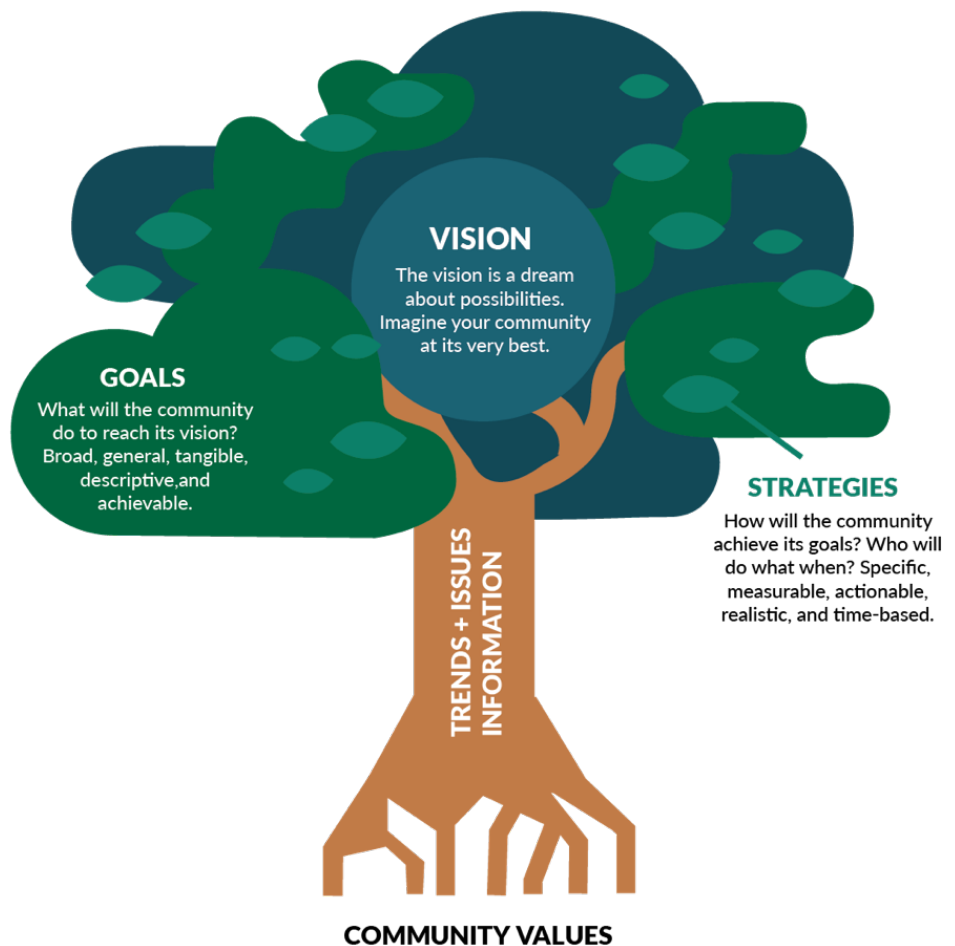 VISION
The vision is a dream
about possibilities.
Imagine your community
at its very best.
GOALS
What will the community
do to reach its vision?
Broad, general, tangible,
descriptive,and
achievable.
STRATEGIES
How will the community
achieve its goals? Who will
do what when? Specific,
measurable, actionable,
realistic, and time-based.
TRENDS + ISSUES
INFORMATION
COMMUNITY VALUES